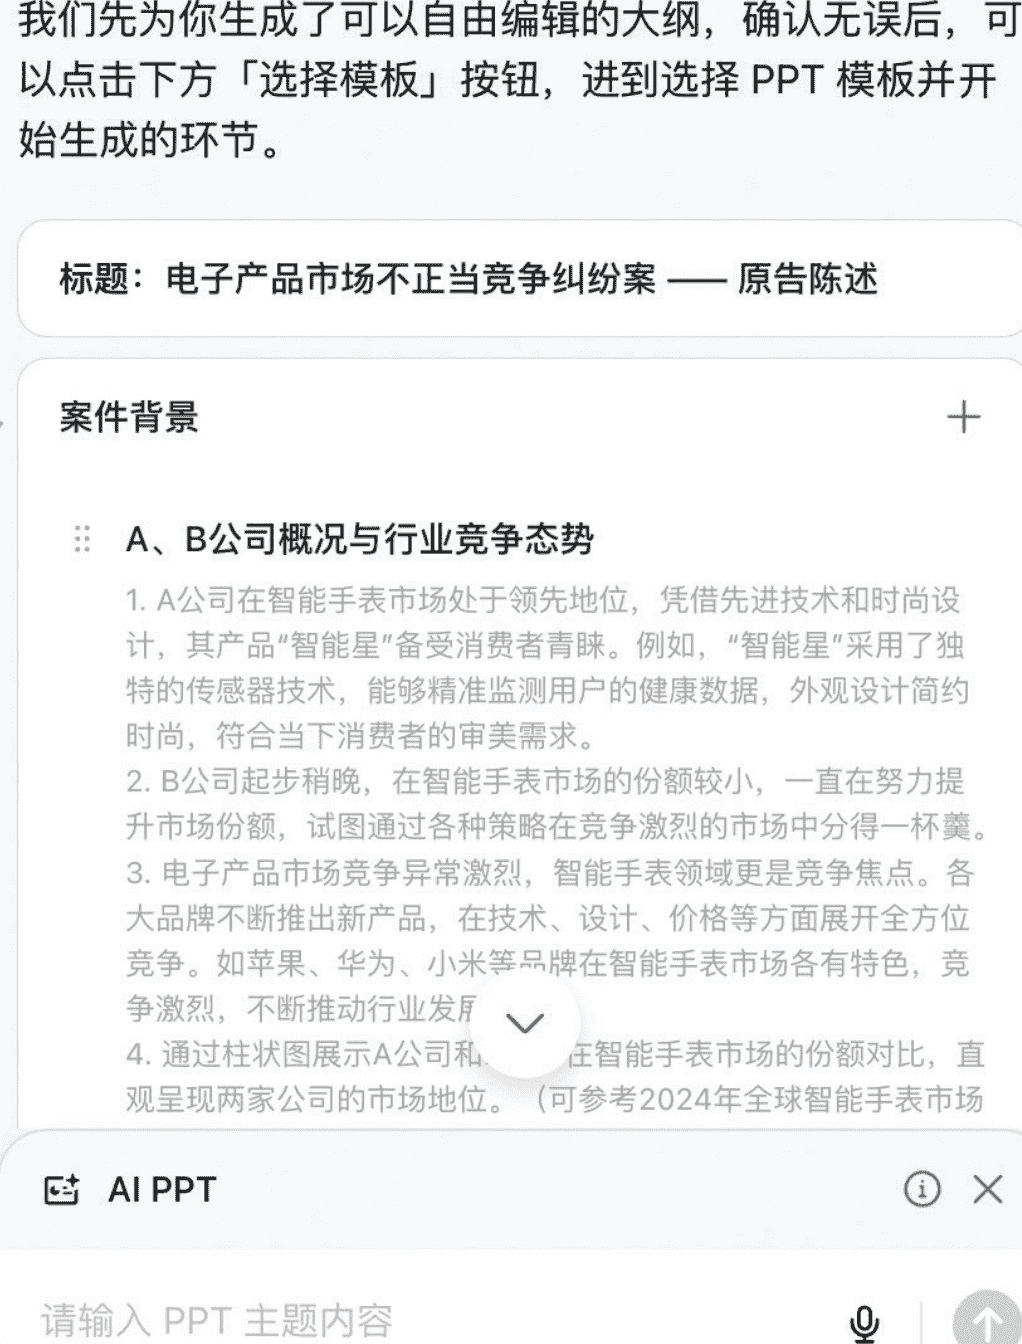 我们先为你生成了可以自由编辑的大纲，确认无误后，可
以点击下方「选择模板」按钮，进到选择 PPT 模板并开
始生成的环节。
标题：电子产品市场不正当竞争纠纷案 —— 原告陈述
案件背景
A、B公司概况与行业竞争态势
1. A公司在智能手表市场处于领先地位，凭借先进技术和时尚设
计，其产品“智能星”备受消费者青睐。例如，“智能星”采用了独
特的传感器技术，能够精准监测用户的健康数据，外观设计简约
时尚，符合当下消费者的审美需求。
2. B公司起步稍晚，在智能手表市场的份额较小，一直在努力提
升市场份额，试图通过各种策略在竞争激烈的市场中分得一杯羹。
3. 电子产品市场竞争异常激烈，智能手表领域更是竞争焦点。各
大品牌不断推出新产品，在技术、设计、价格等方面展开全方位
竞争。如苹果、华为、小米等品牌在智能手表市场各有特色，竞
争激烈，不断推动行业发展
4. 通过柱状图展示A公司和 在智能手表市场的份额对比，直
观呈现两家公司的市场地位。（可参考2024年全球智能手表市场
AI PPT
请输入 PPT 主题内容